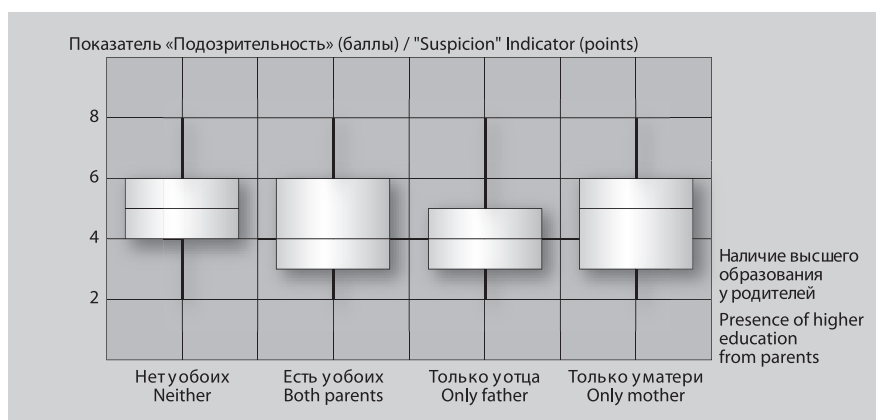 Показатель «Подозрительность» (баллы) / "Suspicion" Indicator (points)
8
6
4
2
Наличие высшего
образования
у родителей
Presence of higher
education
from parents
Нет у обоих
Neither
Есть у обоих
Both parents
Только у отца
Only father
Только у матери
Only mother